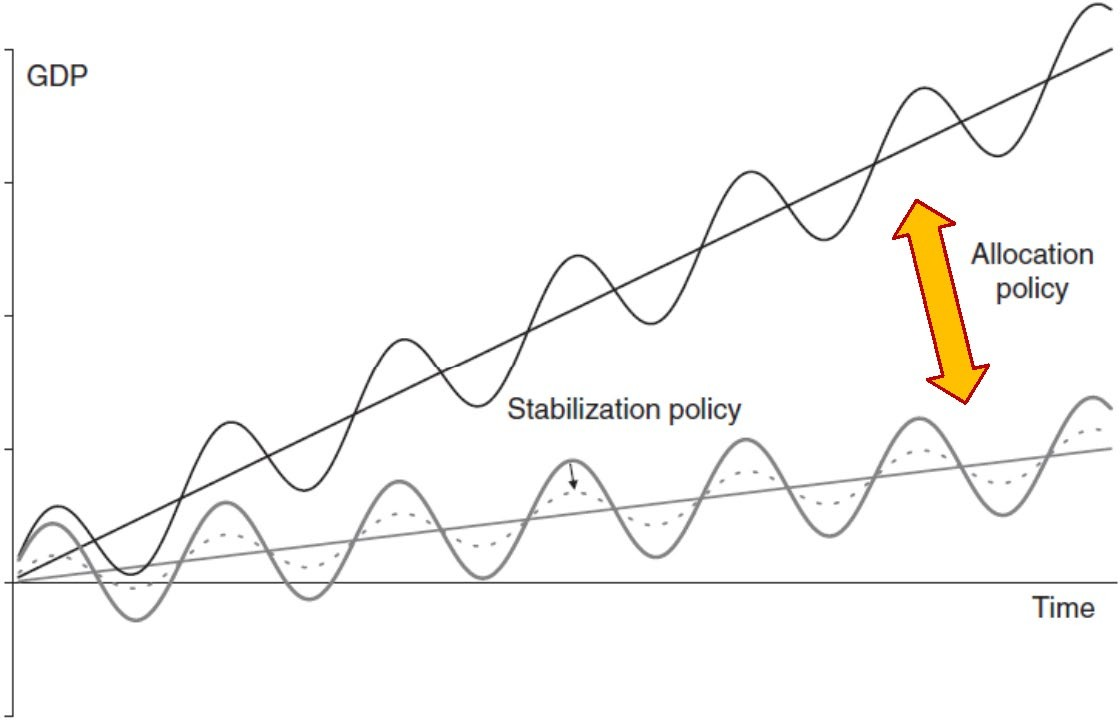 GDP
Allocation
policy
Stabilization policy
Time